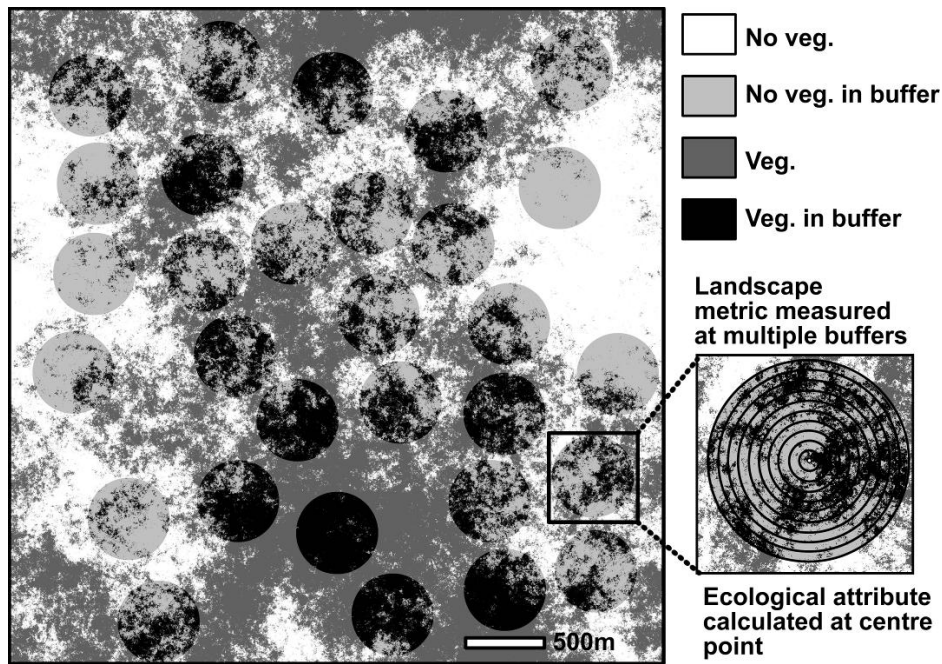 No veg.
No veg. in buffer
Veg.
Veg. in buffer
Landscape
metric measured
at multiple buffers
500m
Ecological attribute
calculated at centre
point